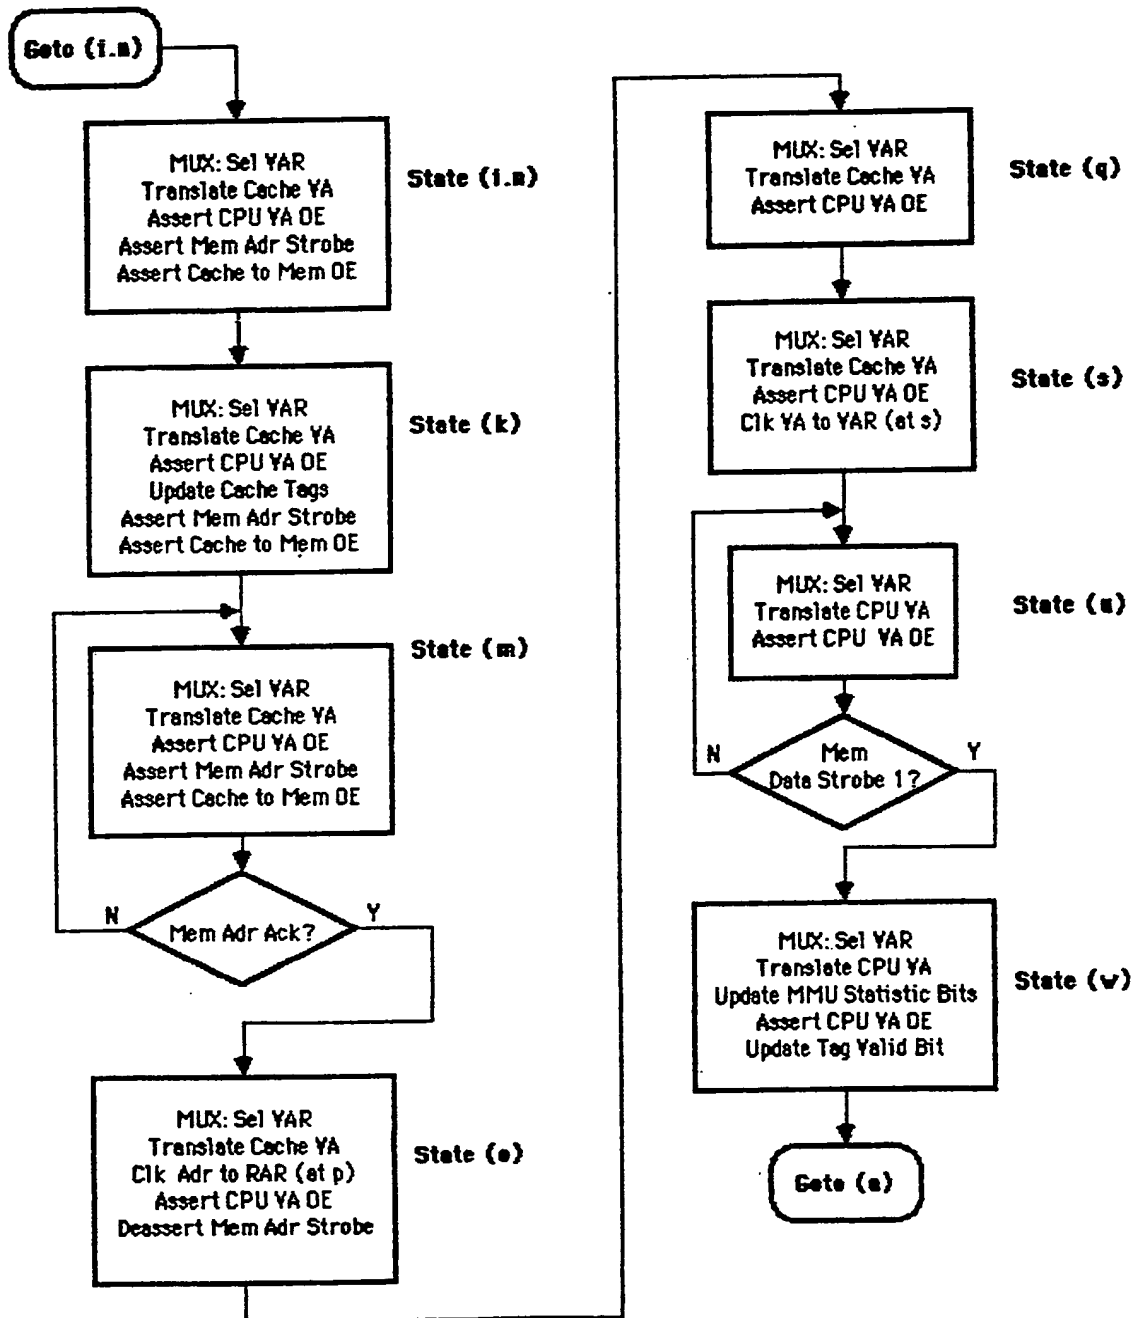 Goto (i.m)
MUX: Sel VAR
Translate Cache VA
Assert CPU VA OE
Assert Mem Adr Strobe
Assert Cache to Mem OE
State (i.m)
MUX: Sel VAR
Translate Cache VA
Assert CPU VA OE
Update Cache Tags
Assert Mem Adr Strobe
Assert Cache to Mem OE
State (k)
MUX: Sel VAR
Translate Cache VA
Assert CPU VA OE
Assert Mem Adr Strobe
Assert Cache to Mem OE
State (m)
N
Mem Adr Ack?
Y
MUX: Sel VAR
Translate Cache VA
Clk Adr to RAR (at p)
Assert CPU VA OE
Deassert Mem Adr Strobe
State (o)
MUX: Sel VAR
Translate Cache VA
Assert CPU VA OE
State (q)
MUX: Sel VAR
Translate Cache VA
Assert CPU VA OE
Clk VA to VAR (at s)
State (s)
MUX: Sel VAR
Translate CPU VA
Assert CPU VA OE
State (u)
N
Mem
Data Strobe 1?
Y
MUX: Sel VAR
Translate CPU VA
Update MMU Statistic Bits
Assert CPU VA OE
Update Tag Valid Bit
State (w)
Goto (a)